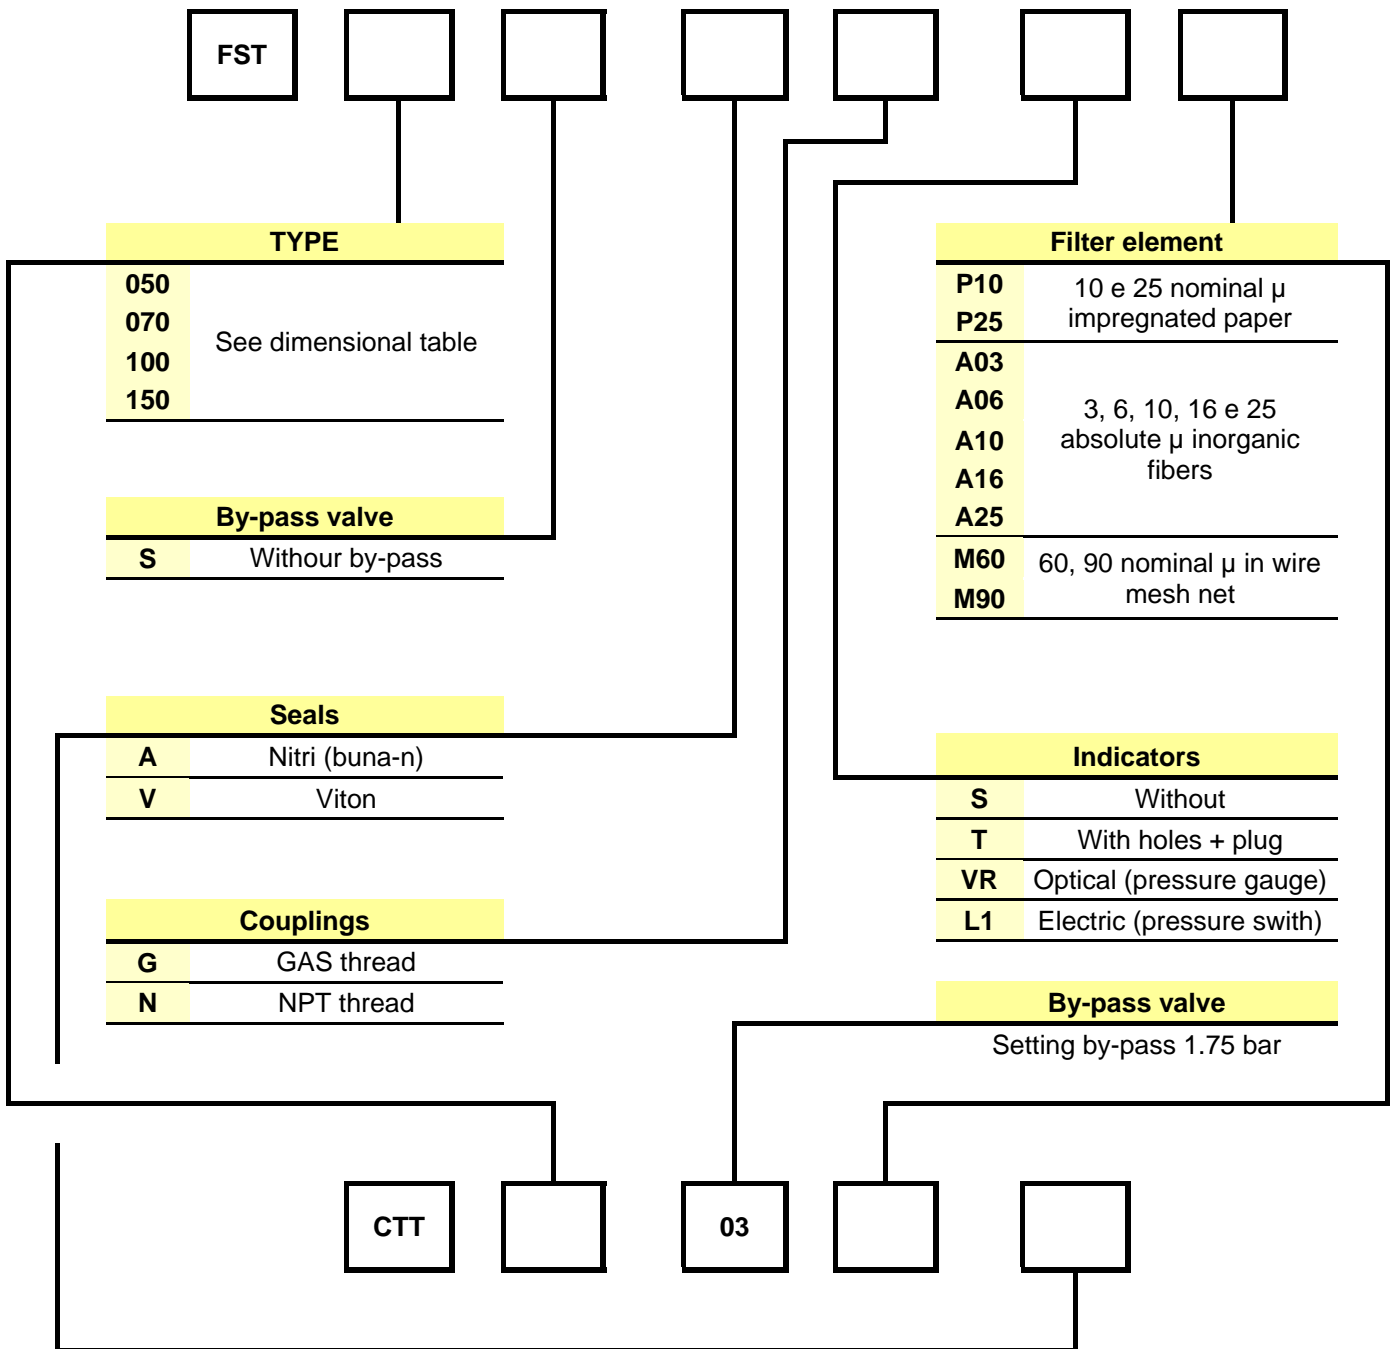 FST
TYPE
050
070
100
150
See dimensional table
By-pass valve
S Withour by-pass
Seals
A Nitri (buna-n)
V Viton
Couplings
G GAS thread
N NPT thread
Filter element
P10
P25
10 e 25 nominal µ
impregnated paper
A03
A06
A10
A16
A25
3, 6, 10, 16 e 25
absolute µ inorganic
fibers
M60
M90
60, 90 nominal µ in wire
mesh net
Indicators
S Without
T With holes + plug
VR Optical (pressure gauge)
L1 Electric (pressure swith)
By-pass valve
Setting by-pass 1.75 bar
CTT
03